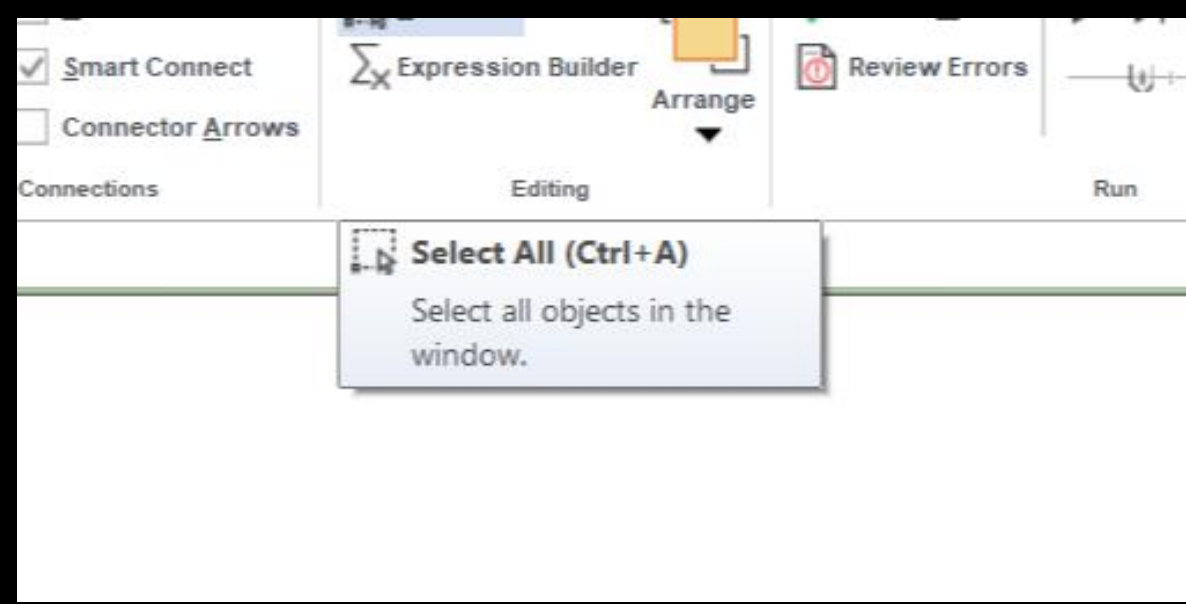 Smart Connect
Expression Builder
Review Errors
Arrange
Connector Arrows
Connections
Editing
Run
Select All (Ctrl+A)
Select all objects in the
window.